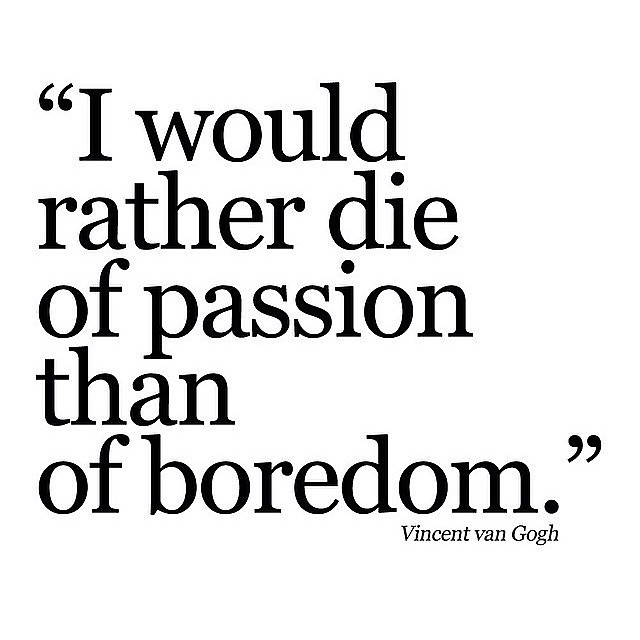 “I would
rather die
of passion
than
of boredom.”
Vincent van Gogh